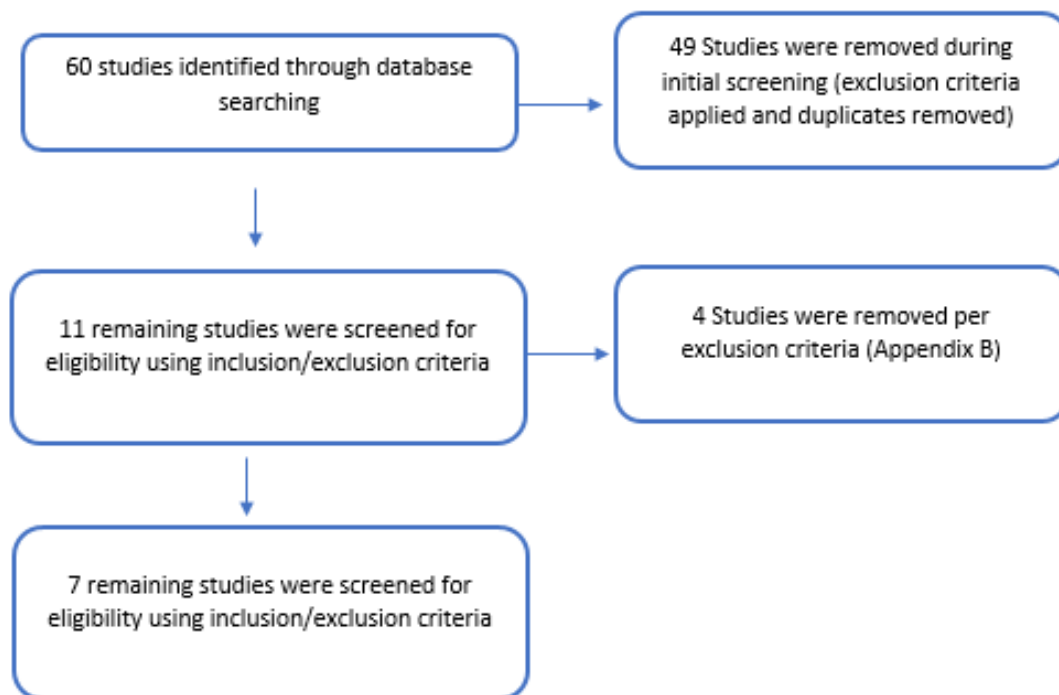 60 studies identified through database
searching
49 Studies were removed during
initial screening (exclusion criteria
applied and duplicates removed)
11 remaining studies were screened for
eligibility using inclusion/exclusion criteria
4 Studies were removed per
exclusion criteria (Appendix B)
7 remaining studies were screened for
eligibility using inclusion/exclusion criteria